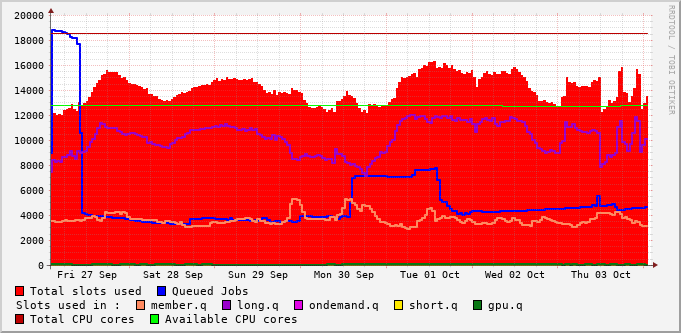 RRDTOOL / TOBI OETIKER
20000
18000
16000
14000
12000
10000
8000
6000
4000
2000
0
Fri 27 Sep Sat 28 Sep Sun 29 Sep Mon 30 Sep Tue 01 Oct Wed 02 Oct Thu 03 Oct
Total slots used Queued Jobs
Slots used in : member.q long.q ondemand.q short.q gpu.q
Total CPU cores Available CPU cores